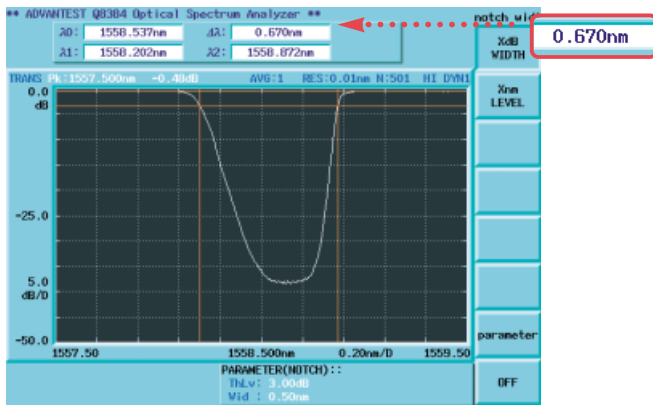 ** ADVANTEST Q8384 Optical Spectrum Analyzer **
notch wid
λ0: 1558.537nm Δλ: 0.670nm
λ1: 1558.202nm λ2: 1558.872nm
0.670nm
XdB
WIDTH
TRANS Pk:1557.500nm -0.48dB AVG:1 RES:0.01nm N:501 HI DYN1
Xnm
LEVEL
0.0
dB
-25.0
5.0
dB/D
-50.0
1557.50 1558.500nm 0.20nm/D 1559.50
parameter
PARAMETER(NOTCH)::
ThLv: 3.00dB
Wid : 0.50nm
OFF